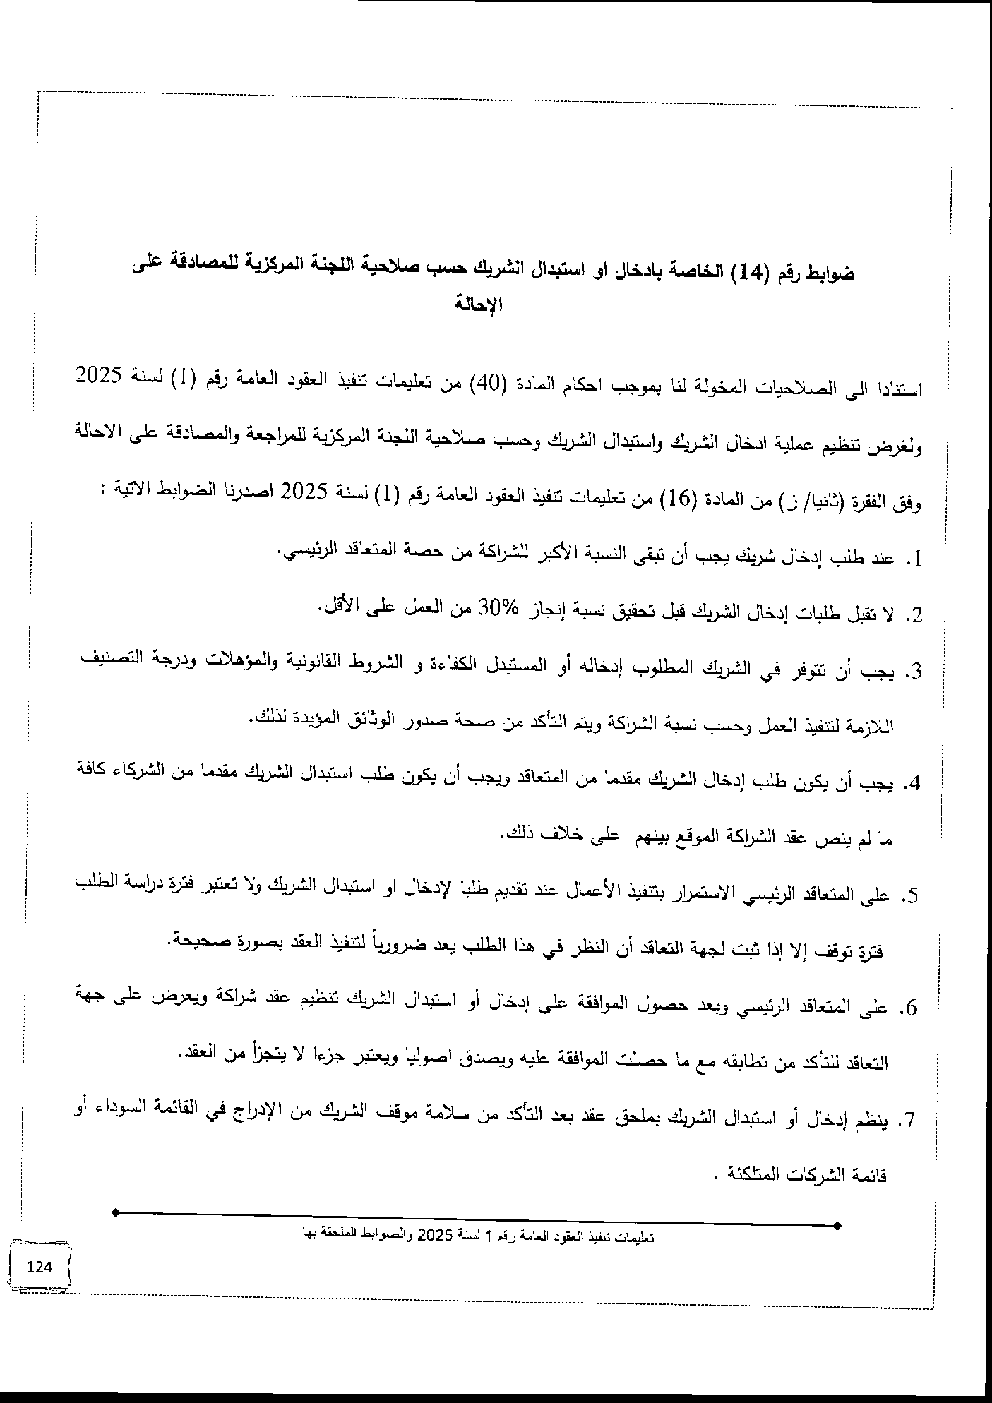 ضوابط رقم (14) الخاصة بادخال او استبدال الشريك حسب صلاحية اللجنة المركزية للمصادقة على
الإحالة
استنادا الى الصلاحيات المخولة لنا بموجب احكام المادة (40) من تعليمات تنفيذ العقود العامة رقم (1) لسنة 2025
ولغرض تنظيم عملية ادخال الشريك واستبدال الشريك وحسب صلاحية اللجنة المركزية للمراجعة والمصادقة على الاحالة
وفق الفقرة (ثانيا/ ز) من المادة (16) من تعليمات تنفيذ العقود العامة رقم (1) لسنة 2025 اصدرنا الضوابط الاتية :
1. عند طلب إدخال شريك يجب أن تبقى النسبة الأكبر للشراكة من حصة المتعاقد الرئيسي.
2. لا تقبل طلبات إدخال الشريك قبل تحقيق نسبة إنجاز 30% من العمل على الأقل.
3. يجب أن تتوفر في الشريك المطلوب إدخاله أو المستبدل الكفاءة و الشروط القانونية والمؤهلات ودرجة التصنيف
اللازمة لتنفيذ العمل وحسب نسبة الشراكة ويتم التأكد من صحة صدور الوثائق المؤيدة لذلك.
4. يجب أن يكون طلب إدخال الشريك مقدما من المتعاقد ويجب أن يكون طلب استبدال الشريك مقدما من الشركاء كافة
ما لم ينص عقد الشراكة الموقع بينهم على خلاف ذلك.
5. على المتعاقد الرئيسي الاستمرار بتنفيذ الأعمال عند تقديم طلب لإدخال او استبدال الشريك ولا تعتبر فترة دراسة الطلب
فترة توقف إلا إذا ثبت لجهة التعاقد أن النظر في هذا الطلب يعد ضرورياً لتنفيذ العقد بصورة صحيحة.
6. على المتعاقد الرئيسي وبعد حصول الموافقة على إدخال أو استبدال الشريك تنظيم عقد شراكة ويعرض على جهة
التعاقد للتأكد من تطابقه مع ما حصلت الموافقة عليه ويصدق اصوليا ويعتبر جزءا لا يتجزأ من العقد.
7. ينظم إدخال أو استبدال الشريك بملحق عقد بعد التأكد من سلامة موقف الشريك من الإدراج في القائمة السوداء أو
قائمة الشركات المتلكئة .
تعليمات تنفيذ العقود العامة رقم 1 لسنة 2025 والضوابط الملحقة بها
124